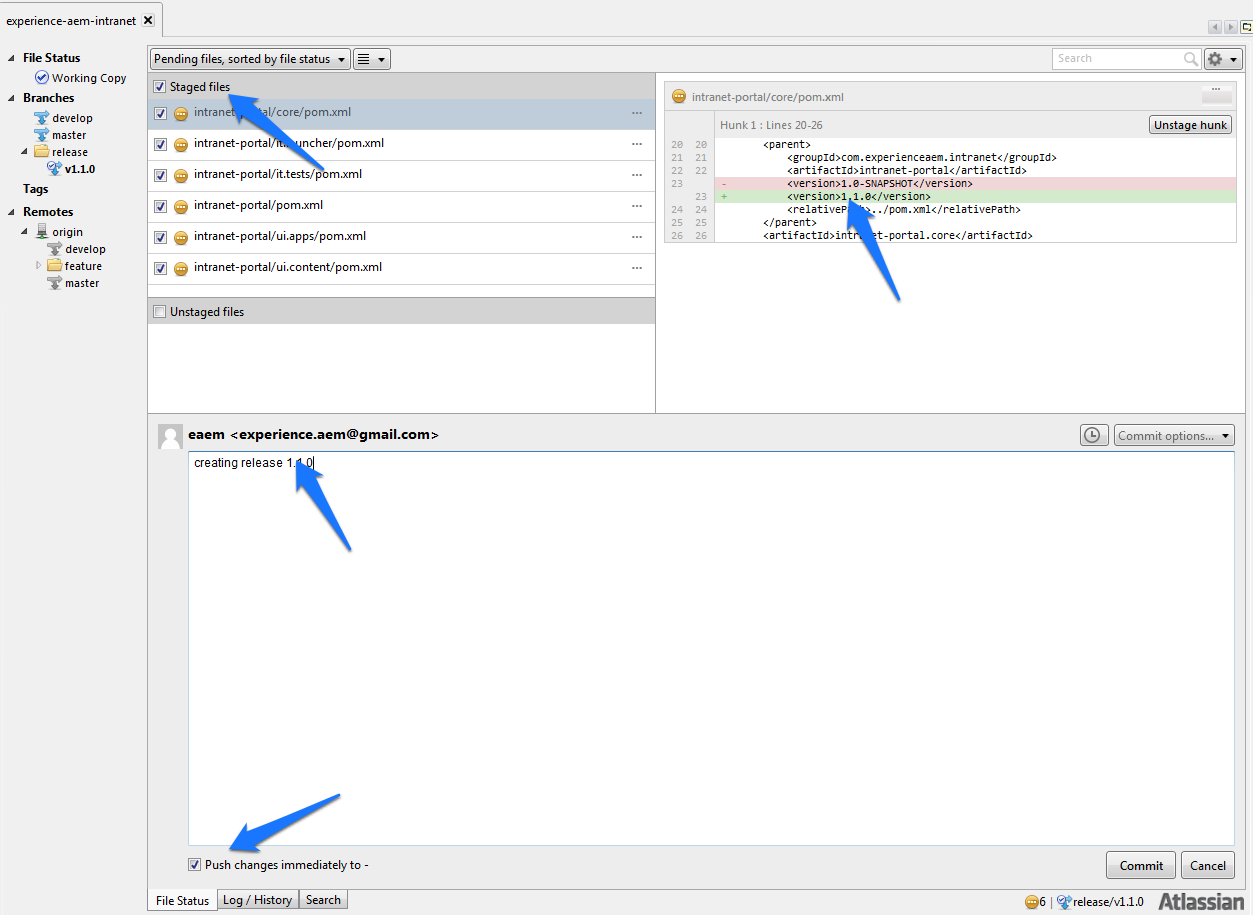 experience-aem-intranet
File Status
Working Copy
Branches
develop
master
release
v1.1.0
Tags
Remotes
origin
develop
feature
master
Pending files, sorted by file status
Search
Staged files
intranet-portal/core/pom.xml
intranet-portal/it.launcher/pom.xml
intranet-portal/it.tests/pom.xml
intranet-portal/pom.xml
intranet-portal/ui.apps/pom.xml
intranet-portal/ui.content/pom.xml
Unstaged files
intranet-portal/core/pom.xml
Hunk 1 : Lines 20-26
Unstage hunk
20 20 <parent>
21 21 <groupId>com.experienceaem.intranet</groupId>
22 22 <artifactId>intranet-portal</artifactId>
23 - <version>1.0-SNAPSHOT</version>
23 + <version>1.1.0</version>
24 24 <relativePath>../pom.xml</relativePath>
25 25 </parent>
26 26 <artifactId>intranet-portal.core</artifactId>
eaem <experience.aem@gmail.com>
Commit options...
creating release 1.1.0
Push changes immediately to -
Commit
Cancel
File Status
Log / History
Search
6
release/v1.1.0
Atlassian